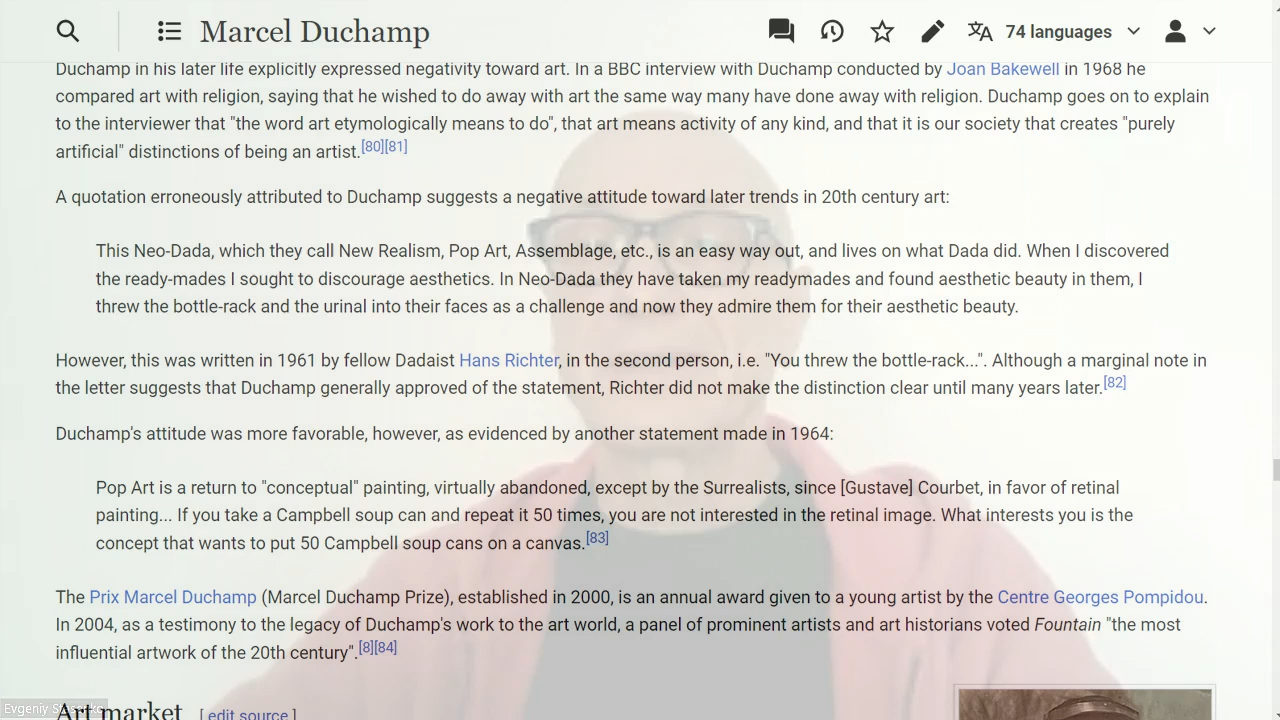 Marcel Duchamp
74 languages
Duchamp in his later life explicitly expressed negativity toward art. In a BBC interview with Duchamp conducted by Joan Bakewell in 1968 he
compared art with religion, saying that he wished to do away with art the same way many have done away with religion. Duchamp goes on to explain
to the interviewer that "the word art etymologically means to do", that art means activity of any kind, and that it is our society that creates "purely
artificial" distinctions of being an artist.[80][81]
A quotation erroneously attributed to Duchamp suggests a negative attitude toward later trends in 20th century art:
This Neo-Dada, which they call New Realism, Pop Art, Assemblage, etc., is an easy way out, and lives on what Dada did. When I discovered
the ready-mades I sought to discourage aesthetics. In Neo-Dada they have taken my readymades and found aesthetic beauty in them, I
threw the bottle-rack and the urinal into their faces as a challenge and now they admire them for their aesthetic beauty.
However, this was written in 1961 by fellow Dadaist Hans Richter, in the second person, i.e. "You threw the bottle-rack...". Although a marginal note in
the letter suggests that Duchamp generally approved of the statement, Richter did not make the distinction clear until many years later.[82]
Duchamp's attitude was more favorable, however, as evidenced by another statement made in 1964:
Pop Art is a return to "conceptual" painting, virtually abandoned, except by the Surrealists, since [Gustave] Courbet, in favor of retinal
painting... If you take a Campbell soup can and repeat it 50 times, you are not interested in the retinal image. What interests you is the
concept that wants to put 50 Campbell soup cans on a canvas.[83]
The Prix Marcel Duchamp (Marcel Duchamp Prize), established in 2000, is an annual award given to a young artist by the Centre Georges Pompidou.
In 2004, as a testimony to the legacy of Duchamp's work to the art world, a panel of prominent artists and art historians voted Fountain "the most
influential artwork of the 20th century".[8][84]
Evgeniy
Art market [ edit source ]